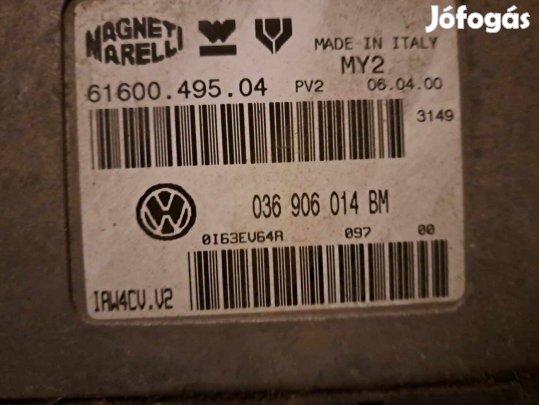 Jófogás
MAGNETI
MARELLI
MADE IN ITALY
MY2
61600.495.04 PV2 06.04.00
3149
036 906 014 BM
0I63EV64A 097 00
IAW4CV.V2